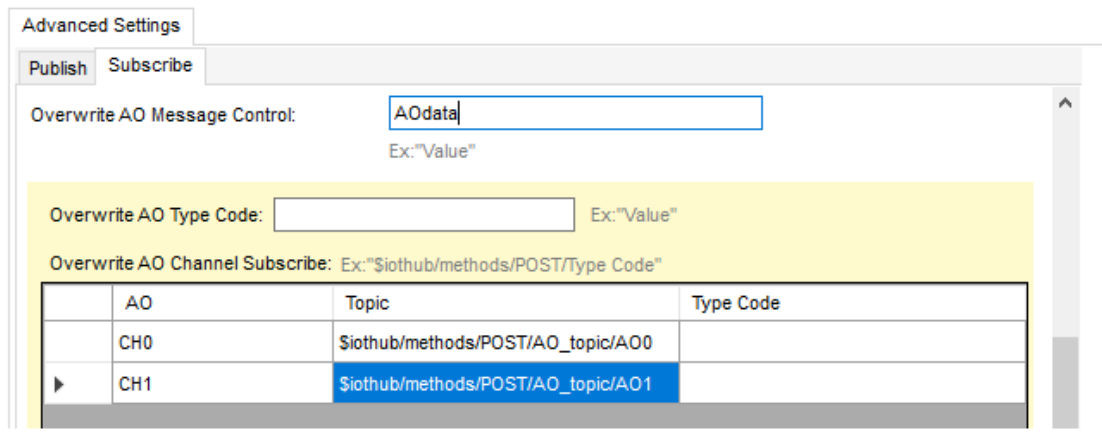 Advanced Settings
Publish Subscribe
Overwrite AO Message Control: AOdata
Ex:"Value"
Overwrite AO Type Code: Ex:"Value"
Overwrite AO Channel Subscribe: Ex:"$iothub/methods/POST/Type Code"
AO Topic Type Code
CH0 $iothub/methods/POST/AO_topic/AO0
CH1 $iothub/methods/POST/AO_topic/AO1